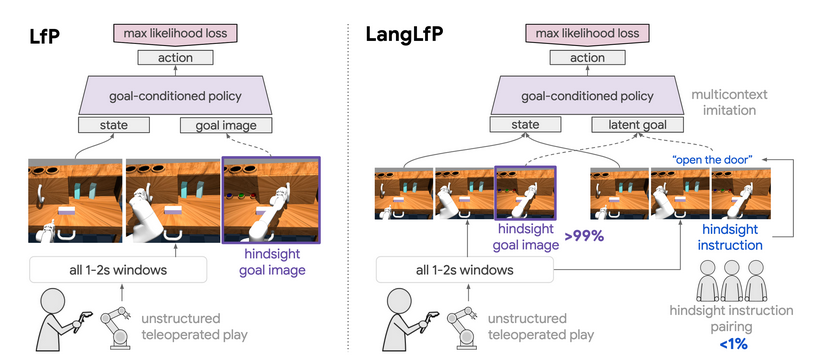 LfP
max likelihood loss
action
goal-conditioned policy
state
goal image
hindsight
goal image
all 1-2s windows
unstructured
teleoperated play
LangLfP
max likelihood loss
action
goal-conditioned policy
multicontext
imitation
state
latent goal
"open the door"
hindsight
goal image
>99%
hindsight
instruction
all 1-2s windows
unstructured
teleoperated play
hindsight instruction
pairing
<1%